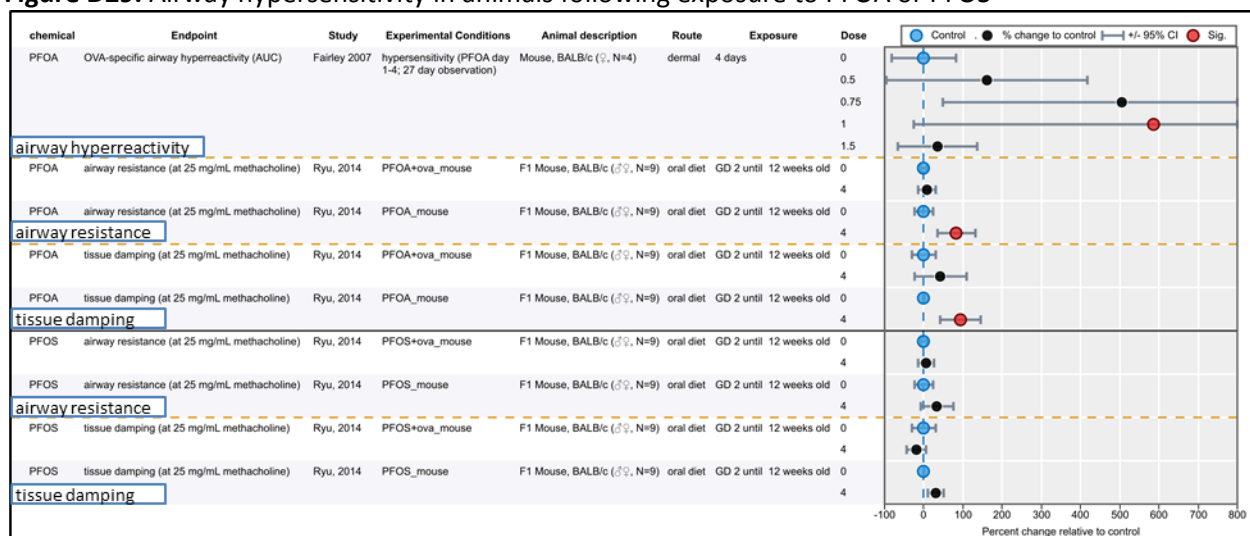 Figure D29. Airway hypersensitivity in animals following exposure to PFOA or PFOS
chemical Endpoint Study Experimental Conditions Animal description Route Exposure Dose Control % change to control +/- 95% CI Sig.
PFOA OVA-specific airway hyperreactivity (AUC) Fairley 2007 hypersensitivity (PFOA day Mouse, BALB/c (♀, N=4) dermal 4 days 0
1-4; 27 day observation)
0.5
0.75
1
airway hyperreactivity 1.5
PFOA airway resistance (at 25 mg/mL methacholine) Ryu, 2014 PFOA+ova_mouse F1 Mouse, BALB/c (♂♀, N=9) oral diet GD 2 until 12 weeks old 0
4
PFOA airway resistance (at 25 mg/mL methacholine) Ryu, 2014 PFOA_mouse F1 Mouse, BALB/c (♂♀, N=9) oral diet GD 2 until 12 weeks old 0
airway resistance 4
PFOA tissue damping (at 25 mg/mL methacholine) Ryu, 2014 PFOA+ova_mouse F1 Mouse, BALB/c (♂♀, N=9) oral diet GD 2 until 12 weeks old 0
4
PFOA tissue damping (at 25 mg/mL methacholine) Ryu, 2014 PFOA_mouse F1 Mouse, BALB/c (♂♀, N=9) oral diet GD 2 until 12 weeks old 0
tissue damping 4
PFOS airway resistance (at 25 mg/mL methacholine) Ryu, 2014 PFOS+ova_mouse F1 Mouse, BALB/c (♂♀, N=9) oral diet GD 2 until 12 weeks old 0
4
PFOS airway resistance (at 25 mg/mL methacholine) Ryu, 2014 PFOS_mouse F1 Mouse, BALB/c (♂♀, N=9) oral diet GD 2 until 12 weeks old 0
airway resistance 4
PFOS tissue damping (at 25 mg/mL methacholine) Ryu, 2014 PFOS+ova_mouse F1 Mouse, BALB/c (♂♀, N=9) oral diet GD 2 until 12 weeks old 0
4
PFOS tissue damping (at 25 mg/mL methacholine) Ryu, 2014 PFOS_mouse F1 Mouse, BALB/c (♂♀, N=9) oral diet GD 2 until 12 weeks old 0
tissue damping 4
-100 0 100 200 300 400 500 600 700 800
Percent change relative to control